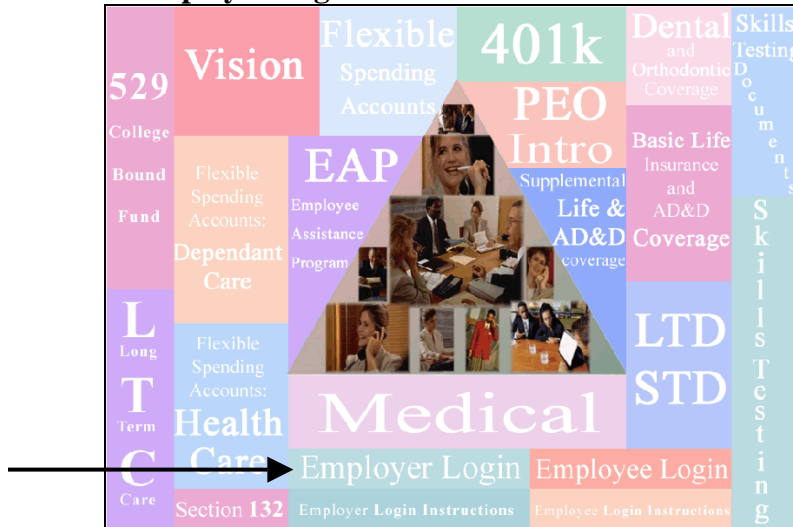 529
College
Bound
Fund
Vision
Flexible
Spending
Accounts
401k
Dental
and
Orthodontic
Coverage
Skills
Testing
Documents
PEO
Intro
Flexible
Spending
Accounts:
Dependant
Care
EAP
Employee
Assistance
Program
Supplemental
Life &
AD&D
coverage
Basic Life
Insurance
and
AD&D
Coverage
Skills Testing
L
Long
T
Term
C
Care
Flexible
Spending
Accounts:
Health
Care
LTD
STD
Medical
Employer Login
Employee Login
Section 132
Employer Login Instructions
Employee Login Instructions